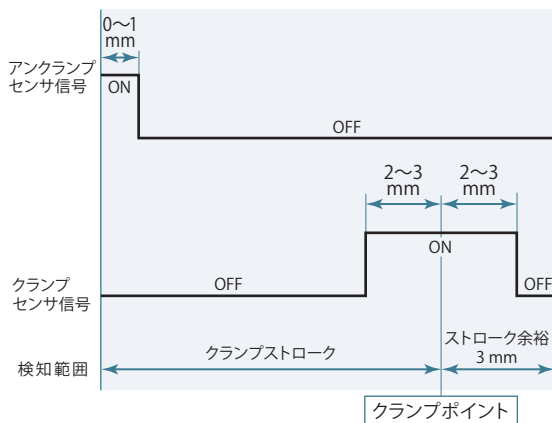 0～1
mm
アンクランプ
センサ信号
ON
OFF
2～3
mm
2～3
mm
ON
クランプ
センサ信号
OFF
OFF
検知範囲
クランプストローク
ストローク余裕
3 mm
クランプポイント